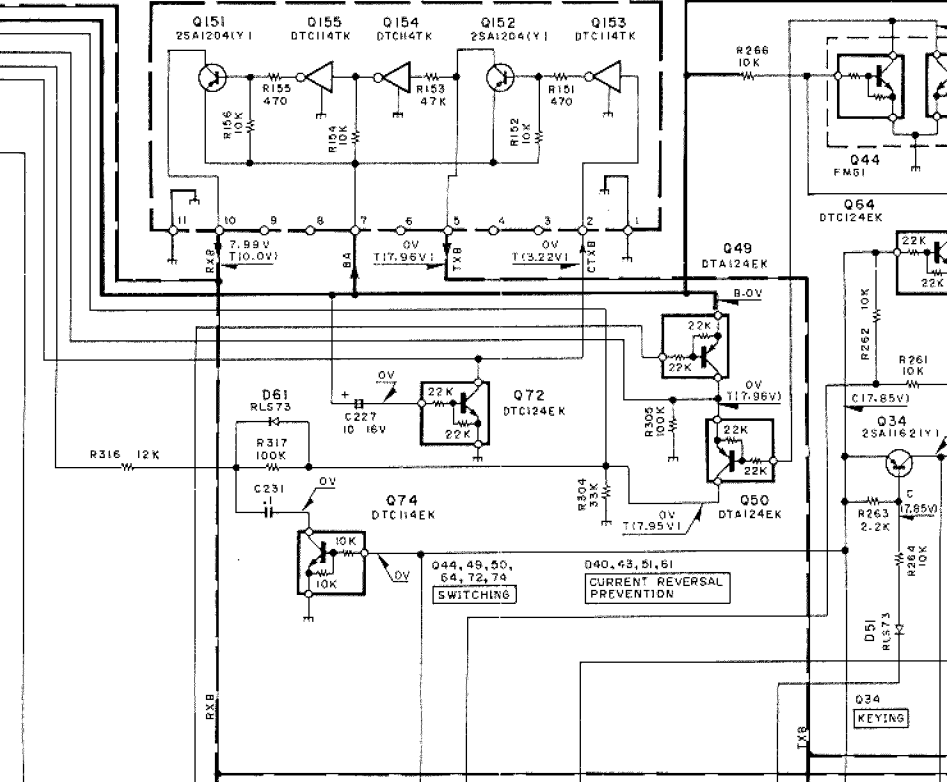 Q151 Q155 Q154 Q152 Q153
2SA1204(Y) DTC114TK DTC114TK 2SA1204(Y) DTC114TK
R155
470
R153
47K
R151
470
R156
10K
R154
10K
R152
10K
11 10 9 8 7 6 5 4 3 2 1
7.99V
T(0.0V)
RXB
8A
0V
T(7.96V)
TXB
0V
T(3.22V)
CTXB
R266
10K
Q44
FMG1
Q64
DTC124EK
22K
22K
Q49
DTA124EK
8.0V
22K
22K
R262 10K
R261
10K
C(7.85V)
Q34
2SA1162(Y)
D61
RLS73
R317
100K
R316 12K
C231
.1
0V
+
C227
10 16V
0V
22K
22K
Q72
DTC124EK
R305
100K
0V
T(7.96V)
22K
22K
Q50
DTA124EK
R304
33K
0V
T(7.95V)
Q74
DTC114EK
10K
10K
0V
Q44,49,50,
64,72,74
SWITCHING
D40,43,51,61
CURRENT REVERSAL
PREVENTION
R263
2.2K
C
(7.85V)
R264
10K
D51
RLS73
Q34
KEYING
RXB
TXB